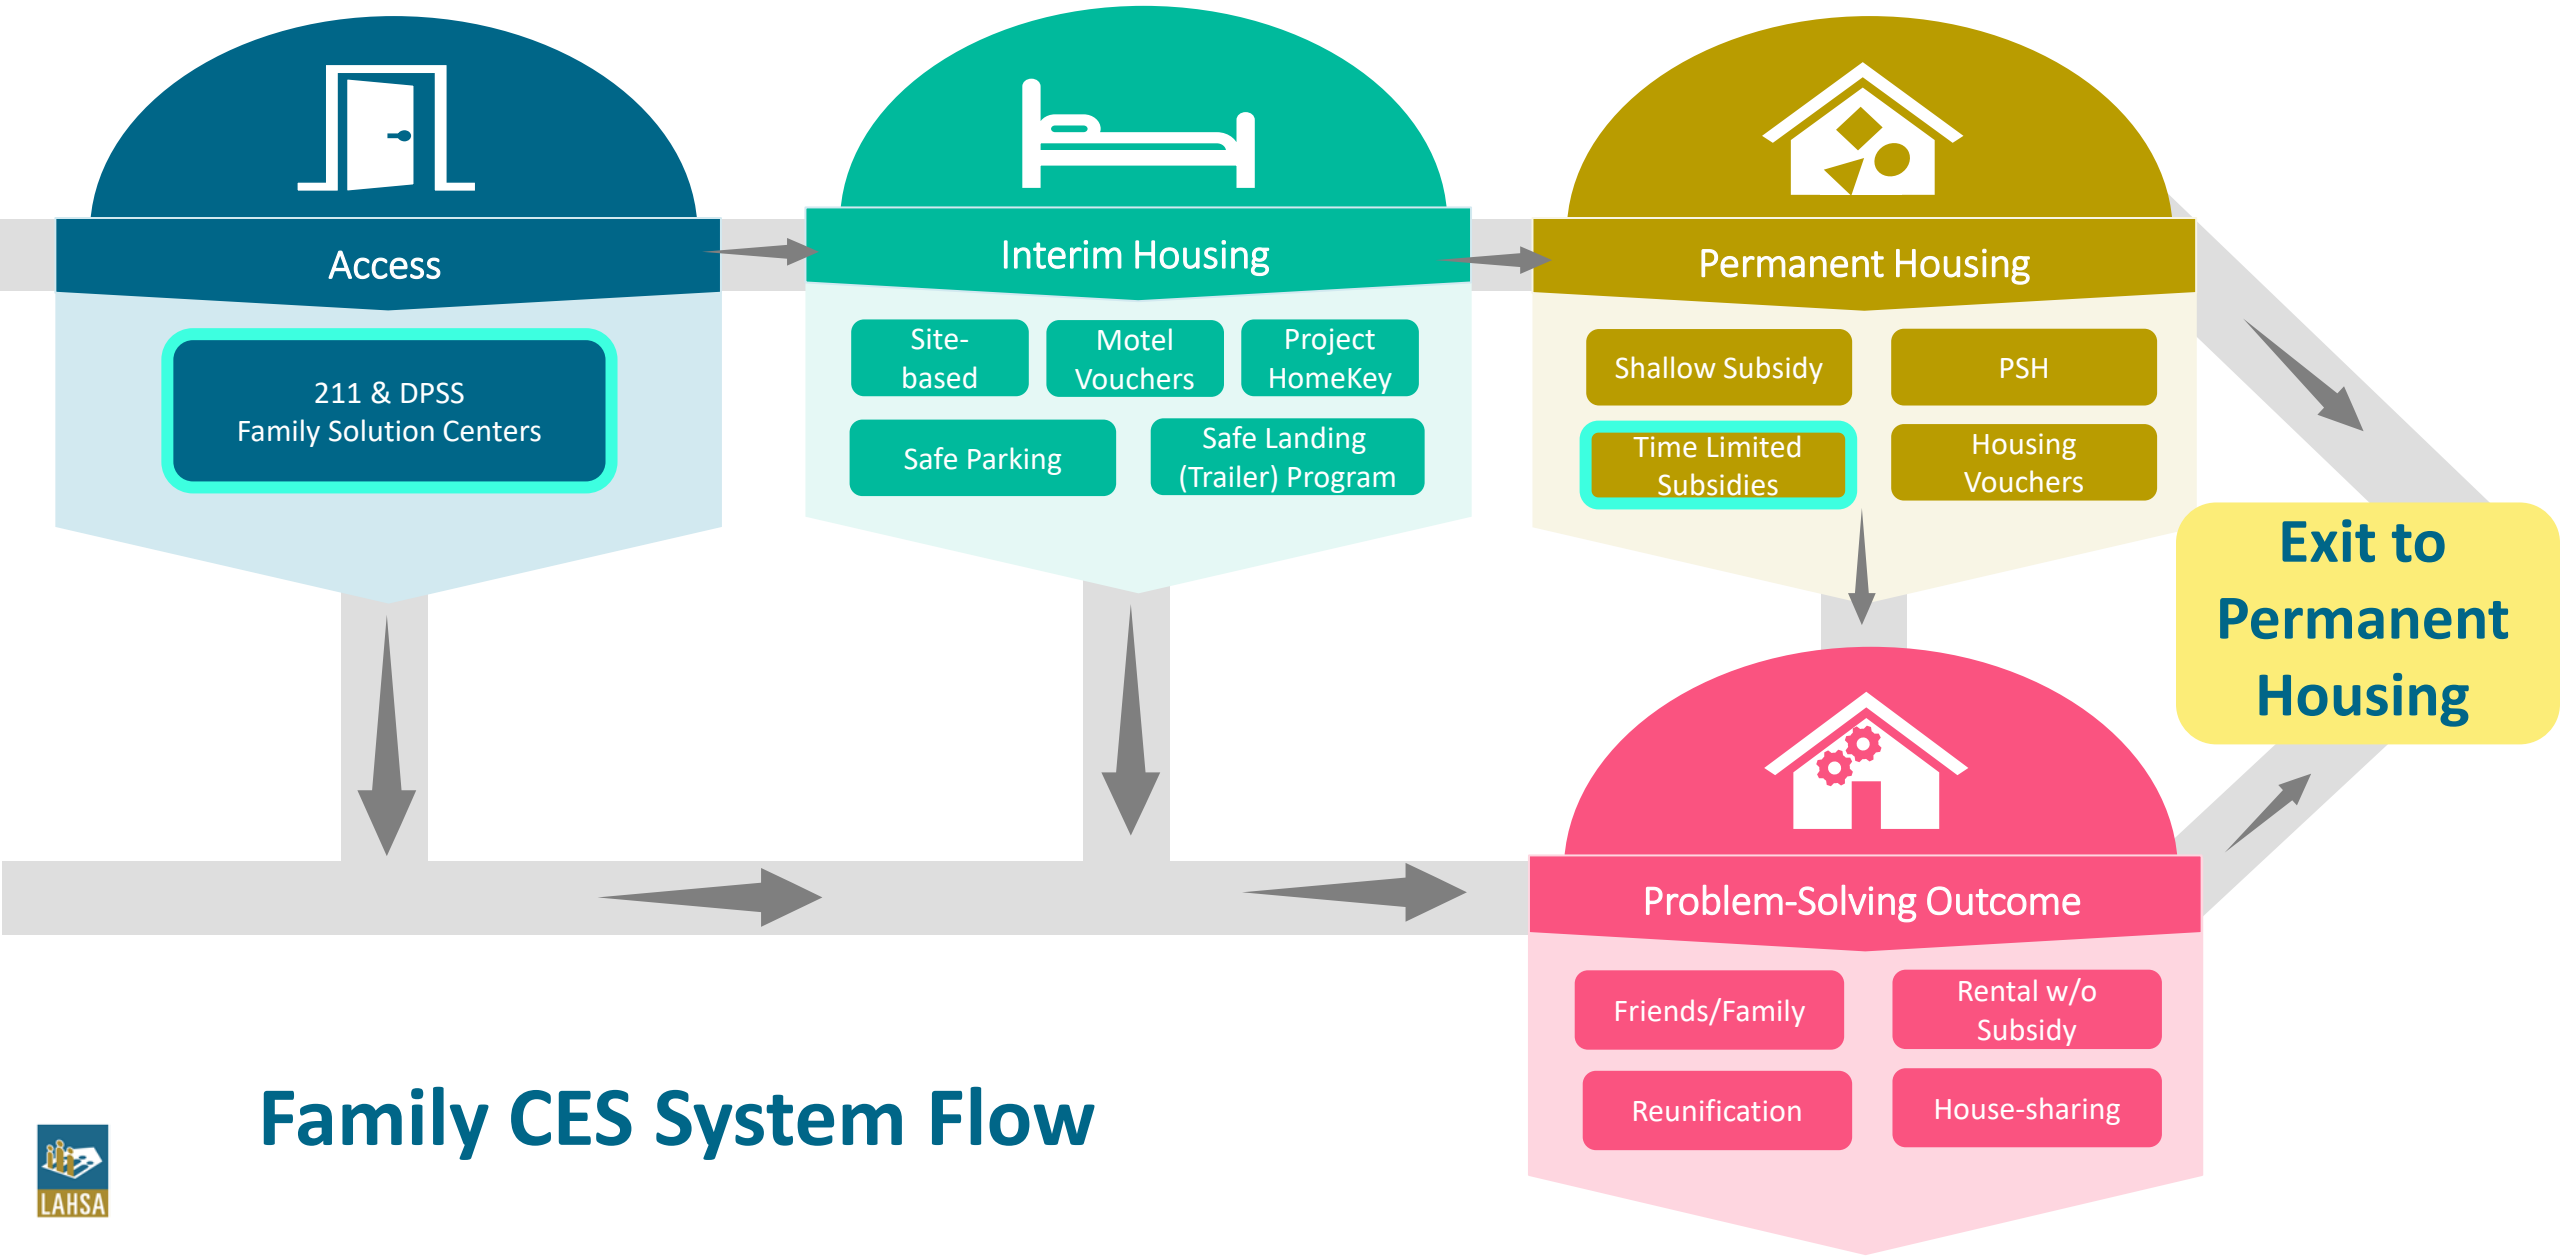 Access
211 & DPSS
Family Solution Centers
Interim Housing
Site-
based
Motel
Vouchers
Project
HomeKey
Safe Parking
Safe Landing
(Trailer) Program
Permanent Housing
Shallow Subsidy
PSH
Time Limited
Subsidies
Housing
Vouchers
Exit to
Permanent
Housing
Problem-Solving Outcome
Friends/Family
Rental w/o
Subsidy
Reunification
House-sharing
Family CES System Flow
LAHSA